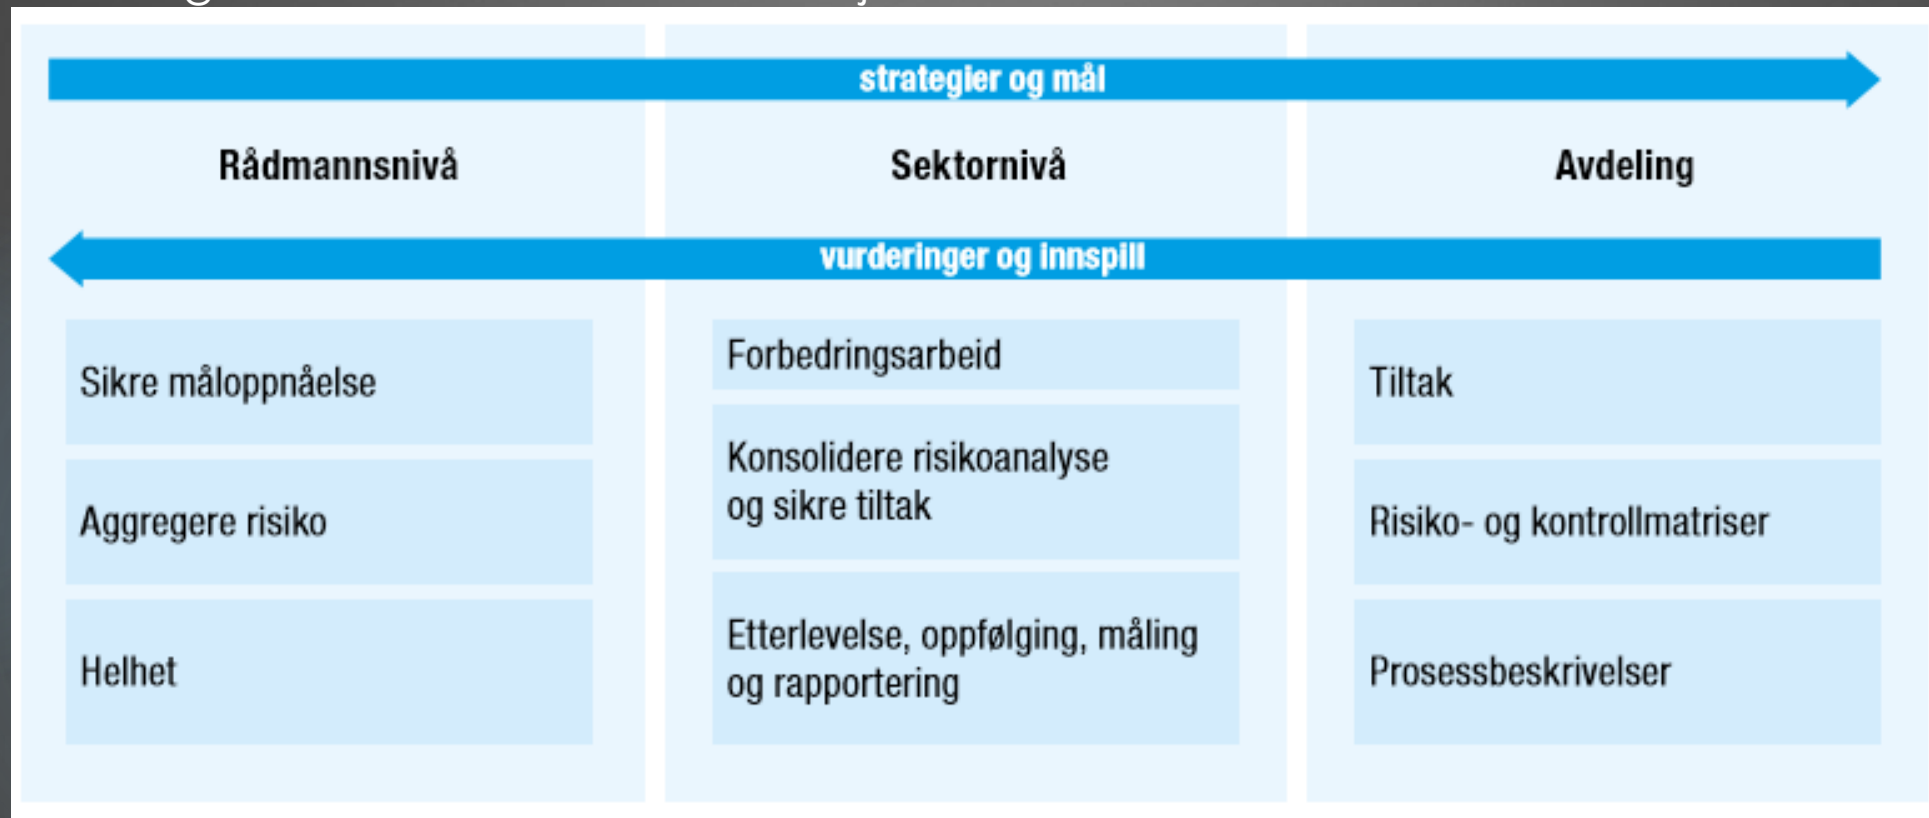 strategier og mål
Rådmannsnivå
Sektornivå
Avdeling
vurderinger og innspill
Sikre måloppnåelse
Aggregere risiko
Helhet
Forbedringsarbeid
Konsolidere risikoanalyse
og sikre tiltak
Etterlevelse, oppfølging, måling
og rapportering
Tiltak
Risiko- og kontrollmatriser
Prosessbeskrivelser